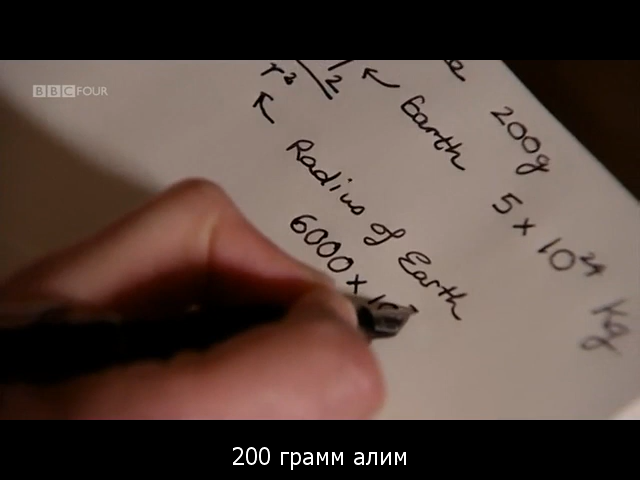 BBC FOUR
200g
Earth 5 x 10²⁴ Kg
Radius of Earth
6000 x
200 грамм алим